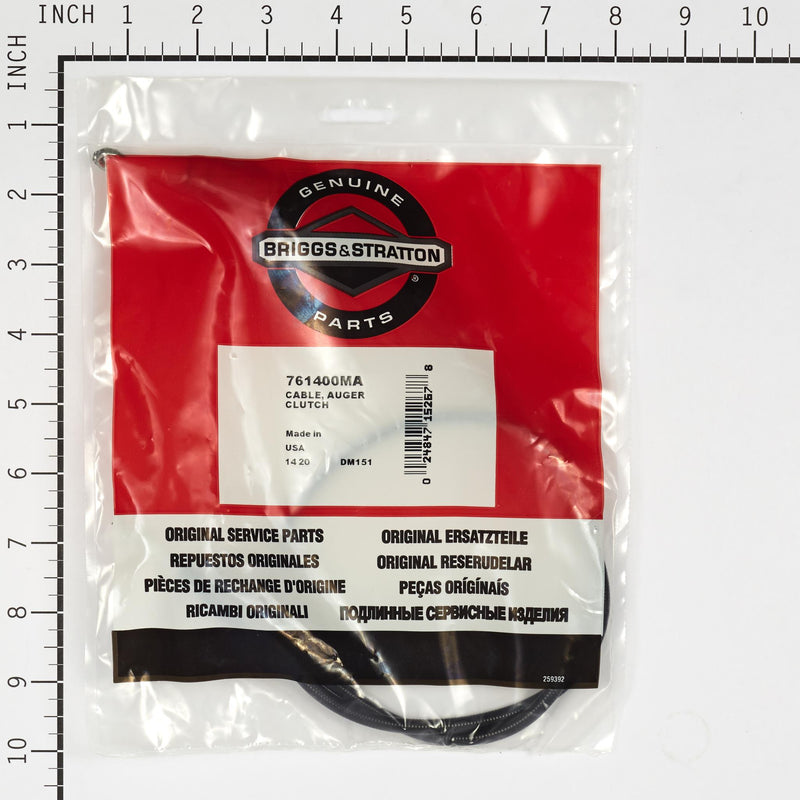 INCH 1 2 3 4 5 6 7 8 9 10
INCH 1 2 3 4 5 6 7 8 9 10
GENUINE
BRIGGS&STRATTON
®
PARTS
761400MA
CABLE, AUGER
CLUTCH
Made in
USA
14 20 DM151
0 24847 15267 8
ORIGINAL SERVICE PARTS ORIGINAL ERSATZTEILE
REPUESTOS ORIGINALES ORIGINAL RESERUDELAR
PIÈCES DE RECHANGE D'ORIGINE PEÇAS ORÍGÍNAÍS
RICAMBI ORIGINALI ПОДЛИННЫЕ СЕРВИСНЫЕ ИЗДЕЛИЯ
259392